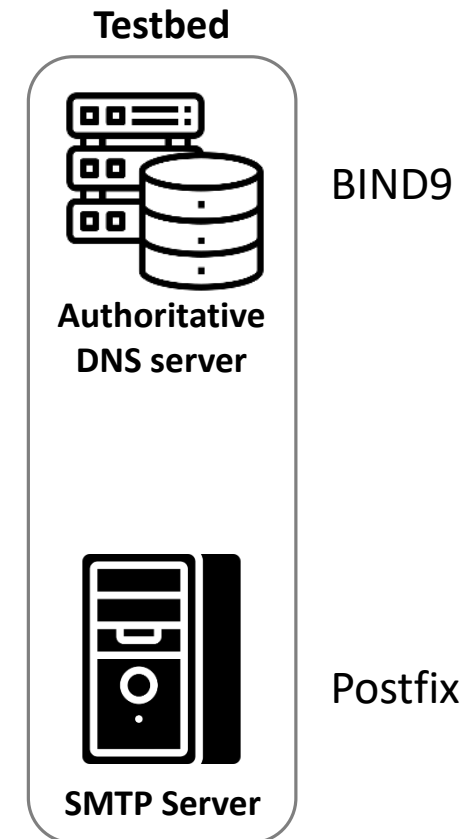 Testbed
BIND9
Authoritative
DNS server
Postfix
SMTP Server